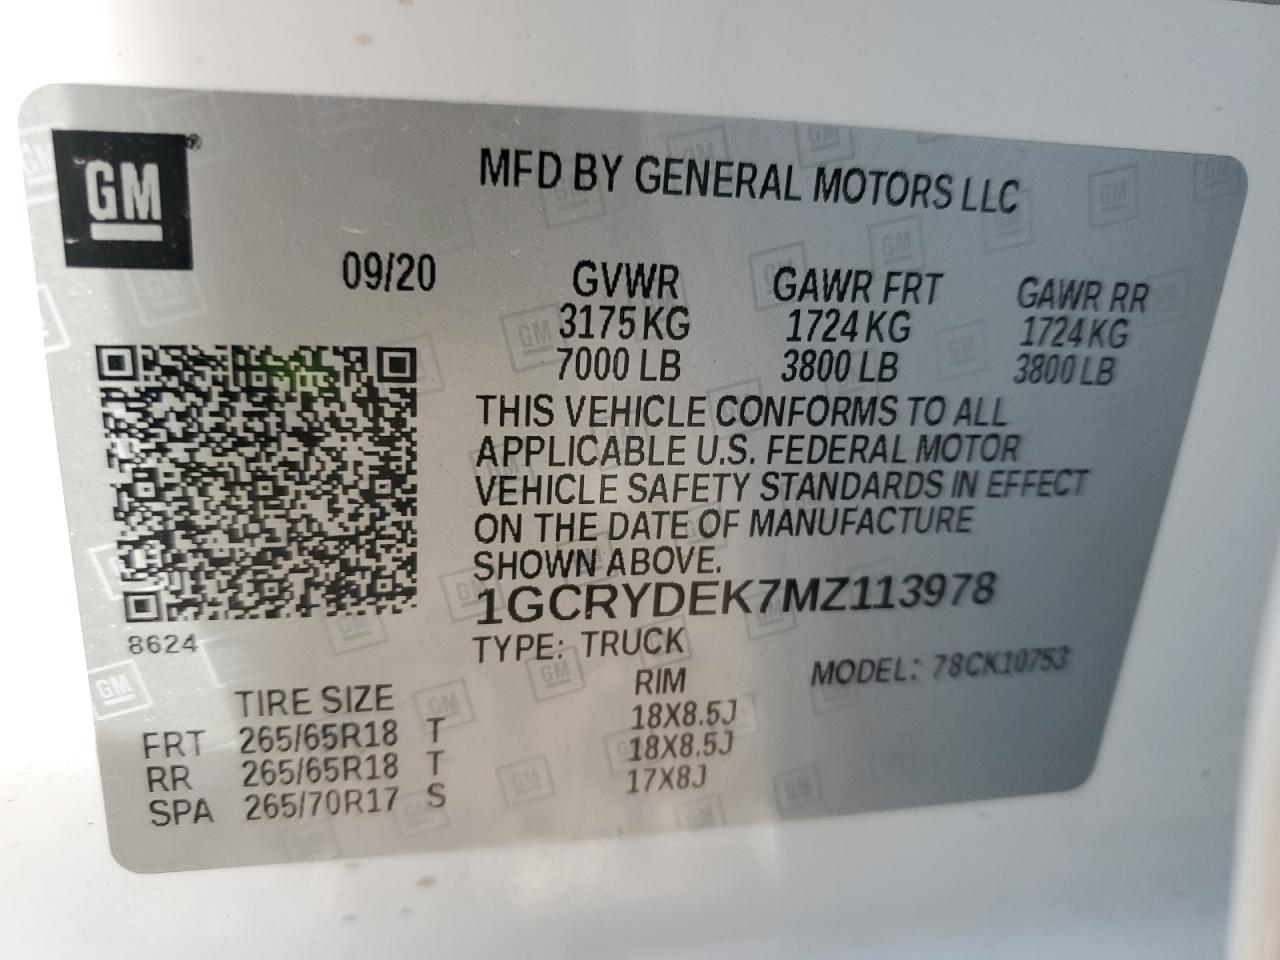 GM
MFD BY GENERAL MOTORS LLC
09/20
GVWR GAWR FRT GAWR RR
3175 KG 1724 KG 1724 KG
7000 LB 3800 LB 3800 LB
THIS VEHICLE CONFORMS TO ALL
APPLICABLE U.S. FEDERAL MOTOR
VEHICLE SAFETY STANDARDS IN EFFECT
ON THE DATE OF MANUFACTURE
SHOWN ABOVE.
1GCRYDEK7MZ113978
8624
TYPE: TRUCK
MODEL: 78CK10753
TIRE SIZE RIM
FRT 265/65R18 T 18X8.5J
RR 265/65R18 T 18X8.5J
SPA 265/70R17 S 17X8J